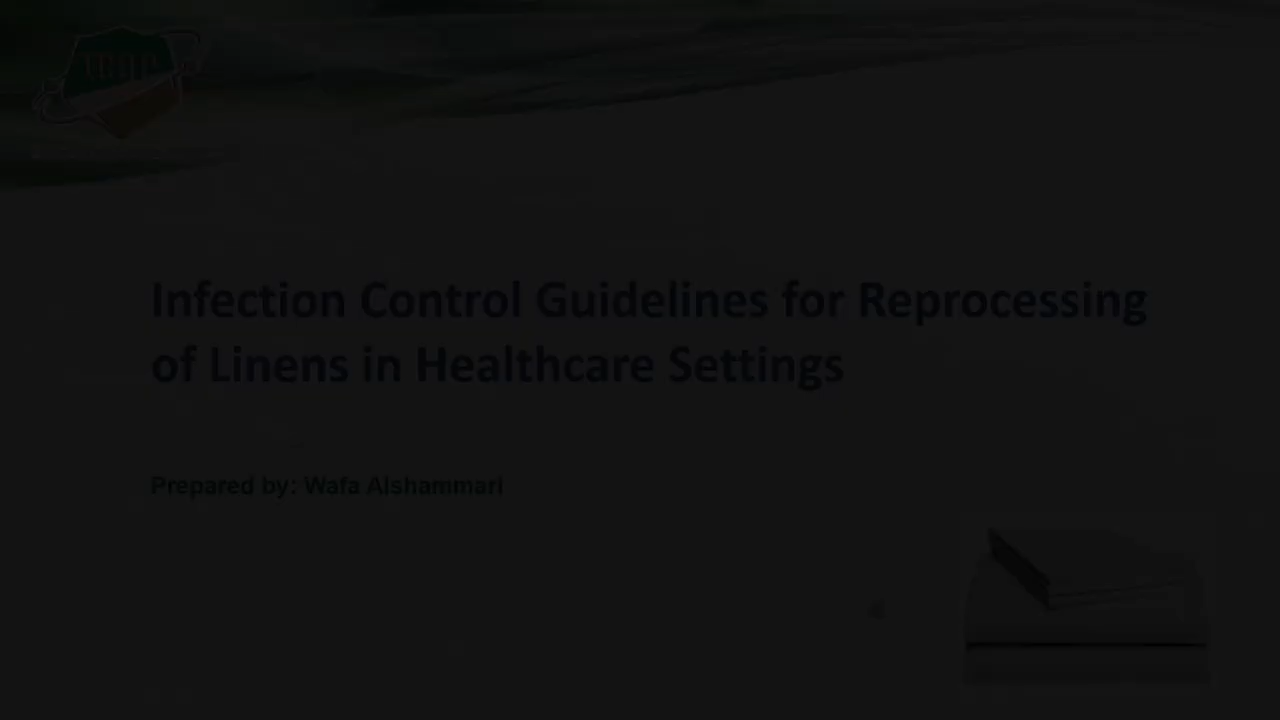 Infection Control Guidelines for Reprocessing
of Linens in Healthcare Settings
Prepared by: Wafa Alshammari